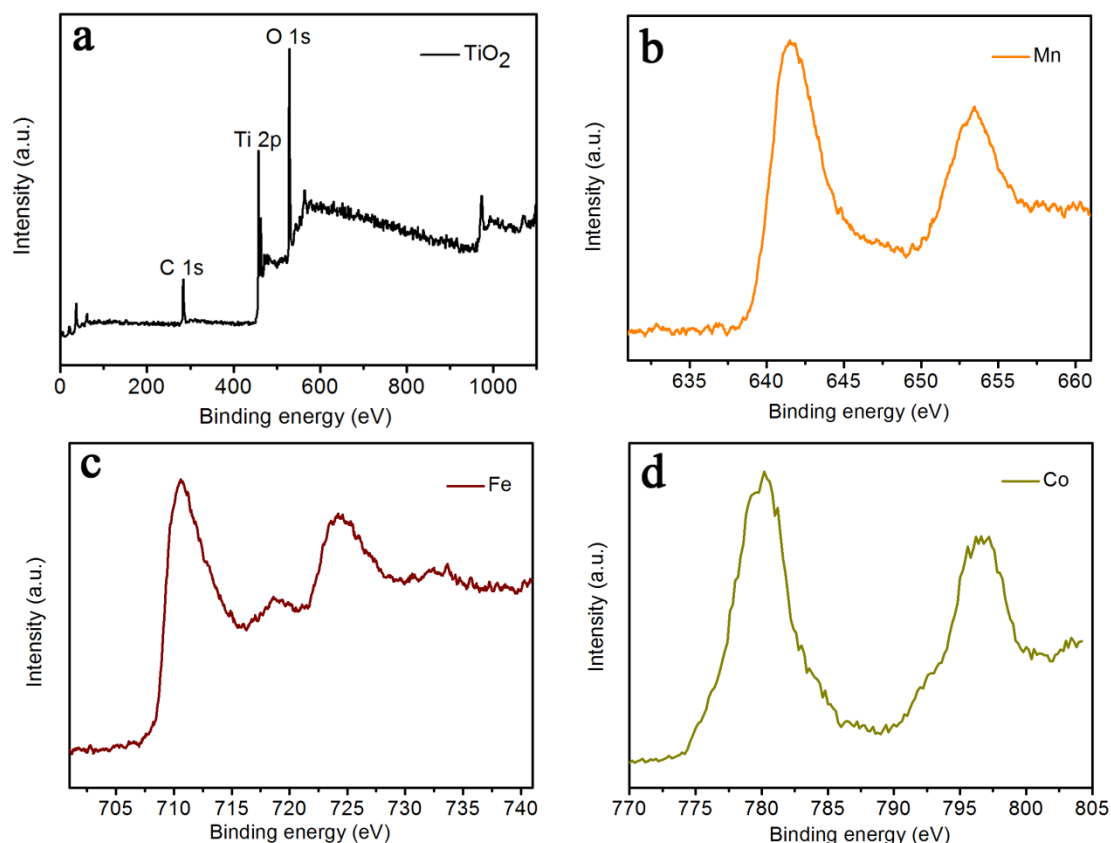 a
TiO2
O 1s
Ti 2p
C 1s
Intensity (a.u.)
0 200 400 600 800 1000
Binding energy (eV)
b
Mn
Intensity (a.u.)
635 640 645 650 655 660
Binding energy (eV)
c
Fe
Intensity (a.u.)
705 710 715 720 725 730 735 740
Binding energy (eV)
d
Co
Intensity (a.u.)
770 775 780 785 790 795 800 805
Binding energy (eV)